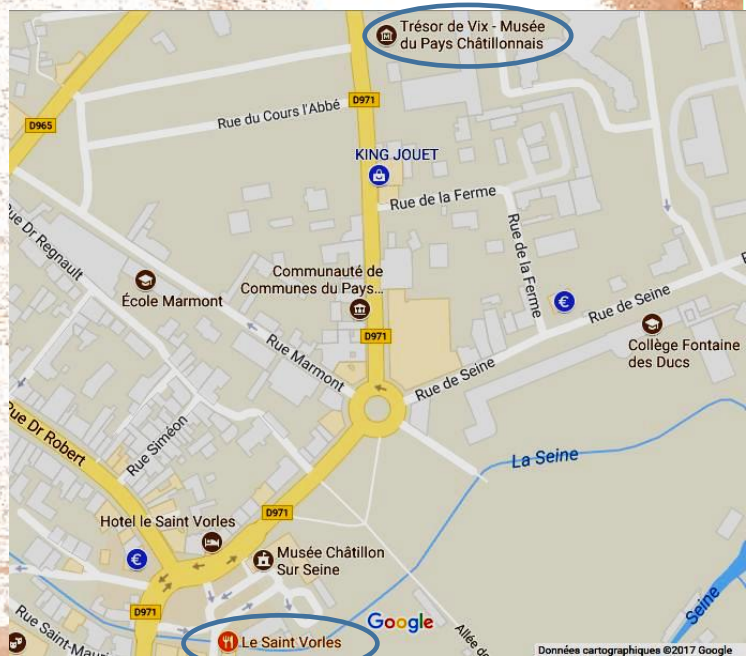 Trésor de Vix - Musée
du Pays Châtillonnais
D971
D965
Rue du Cours l'Abbé
KING JOUET
Rue de la Ferme
Rue Dr Regnault
Rue de la Ferme
Communauté de
Communes du Pays...
École Marmont
€
Rue de Seine
D971
Collège Fontaine
des Ducs
Rue Marmont
Rue de Seine
Rue Dr Robert
Rue Siméon
La Seine
D971
Hotel le Saint Vorles
€
Musée Châtillon
Sur Seine
D971
Seine
Google
Le Saint Vorles
Données cartographiques ©2017 Google